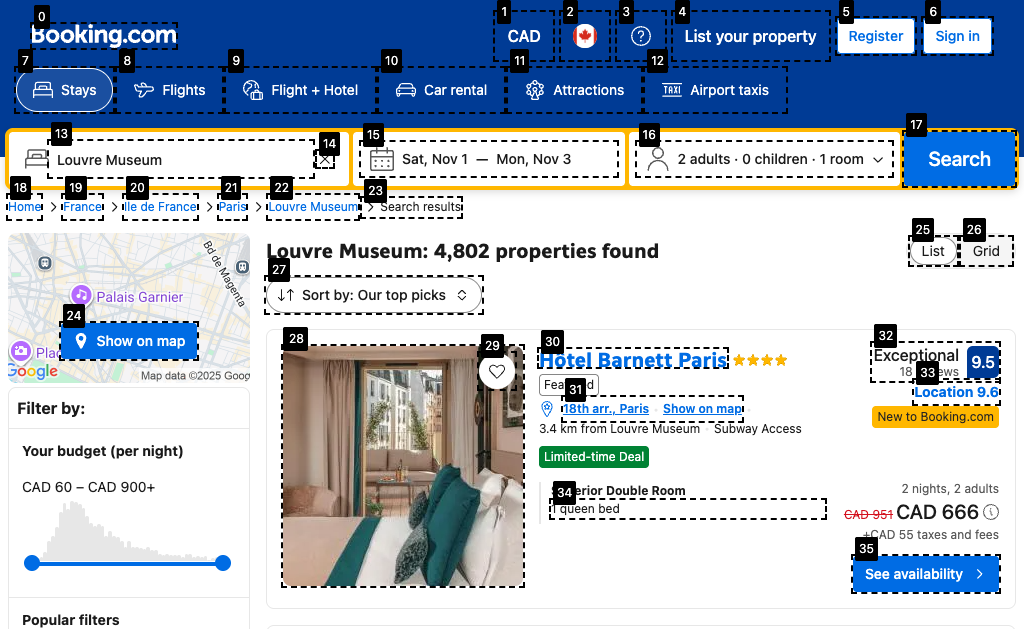 0
1
2
3
4
5
6
Booking.com
CAD
List your property
Register
Sign in
7
8
9
10
11
12
Stays
Flights
Flight + Hotel
Car rental
Attractions
Airport taxis
13
14
15
16
17
Louvre Museum
Sat, Nov 1 — Mon, Nov 3
2 adults · 0 children · 1 room
Search
18
19
20
21
22
23
Home
France
Ile de France
Paris
Louvre Museum
Search results
Bd de Magenta
Palais Garnier
24
Show on map
Plac
Google
Map data ©2025 Goog
Louvre Museum: 4,802 properties found
25
26
List
Grid
27
Sort by: Our top picks
Filter by:
Your budget (per night)
CAD 60 – CAD 900+
Popular filters
28
29
30
Hôtel Barnett Paris
31
18th arr., Paris
Show on map
3.4 km from Louvre Museum · Subway Access
Limited-time Deal
32
Exceptional
9.5
18
33
Location 9.6
New to Booking.com
34
Double Room
1 queen bed
2 nights, 2 adults
CAD 951 CAD 666
+CAD 55 taxes and fees
35
See availability